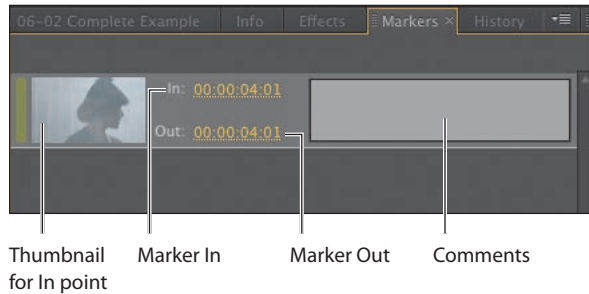 06-02 Complete Example Info Effects Markers × History
In: 00:00:04:01
Out: 00:00:04:01
Thumbnail Marker In Marker Out Comments
for In point